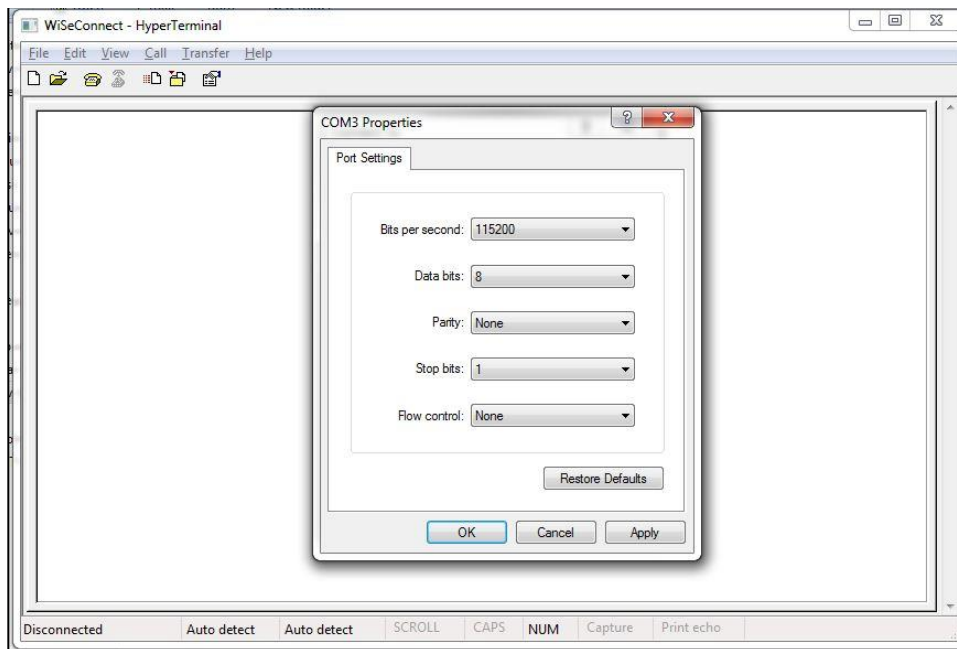 WiSeConnect - HyperTerminal
File Edit View Call Transfer Help
COM3 Properties
Port Settings
Bits per second: 115200
Data bits: 8
Parity: None
Stop bits: 1
Flow control: None
Restore Defaults
OK Cancel Apply
Disconnected Auto detect Auto detect SCROLL CAPS NUM Capture Print echo